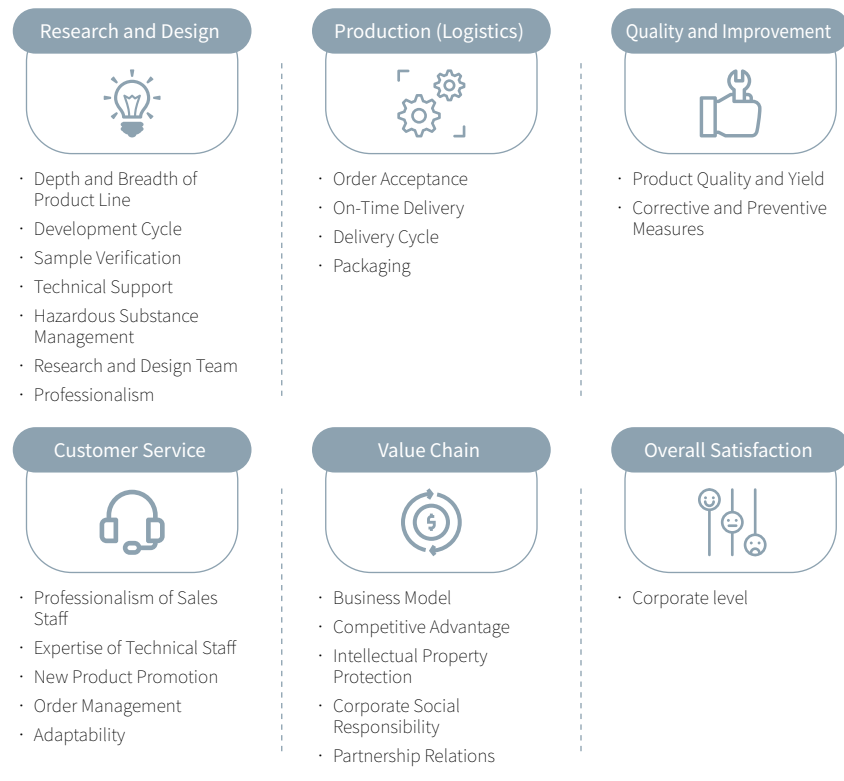 Research and Design
· Depth and Breadth of
Product Line
· Development Cycle
· Sample Verification
· Technical Support
· Hazardous Substance
Management
· Research and Design Team
· Professionalism
Production (Logistics)
· Order Acceptance
· On-Time Delivery
· Delivery Cycle
· Packaging
Quality and Improvement
· Product Quality and Yield
· Corrective and Preventive
Measures
Customer Service
· Professionalism of Sales
Staff
· Expertise of Technical Staff
· New Product Promotion
· Order Management
· Adaptability
Value Chain
$
· Business Model
· Competitive Advantage
· Intellectual Property
Protection
· Corporate Social
Responsibility
· Partnership Relations
Overall Satisfaction
· Corporate level